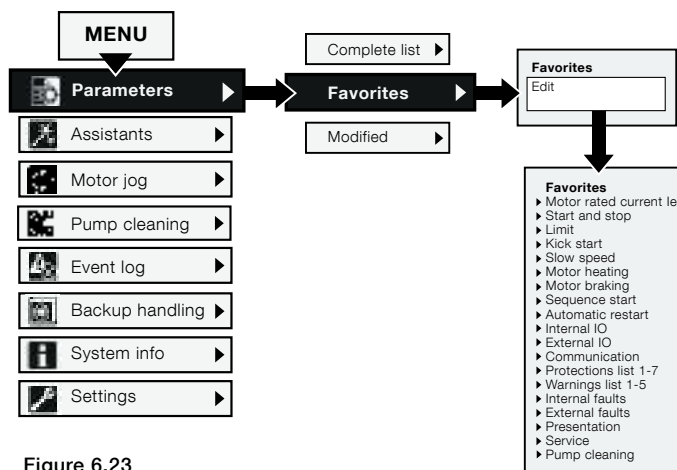 MENU
Parameters
Assistants
Motor jog
Pump cleaning
Event log
Backup handling
System info
Settings
Complete list
Favorites
Modified
Favorites
Edit
Favorites
Motor rated current le
Start and stop
Limit
Kick start
Slow speed
Motor heating
Motor braking
Sequence start
Automatic restart
Internal IO
External IO
Communication
Protections list 1-7
Warnings list 1-5
Internal faults
External faults
Presentation
Service
Pump cleaning
Figure 6.23